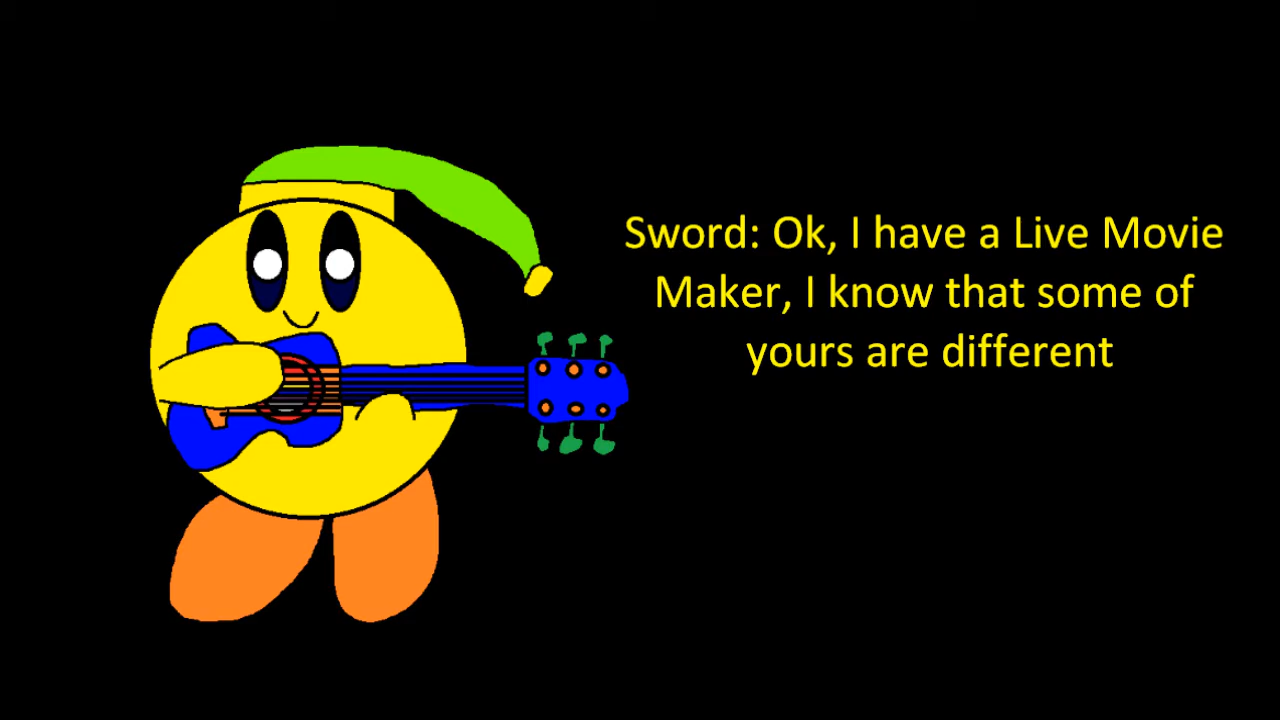 Sword: Ok, I have a Live Movie
Maker, I know that some of
yours are different